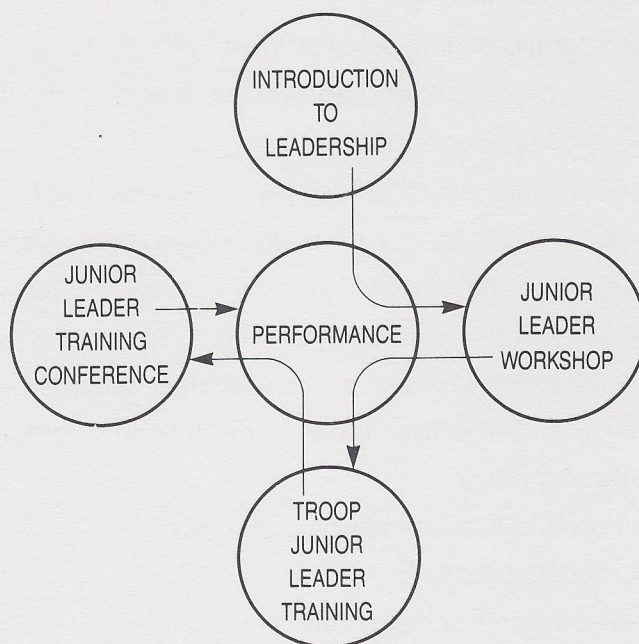 INTRODUCTION
TO
LEADERSHIP
JUNIOR
LEADER
TRAINING
CONFERENCE
PERFORMANCE
JUNIOR
LEADER
WORKSHOP
TROOP
JUNIOR
LEADER
TRAINING